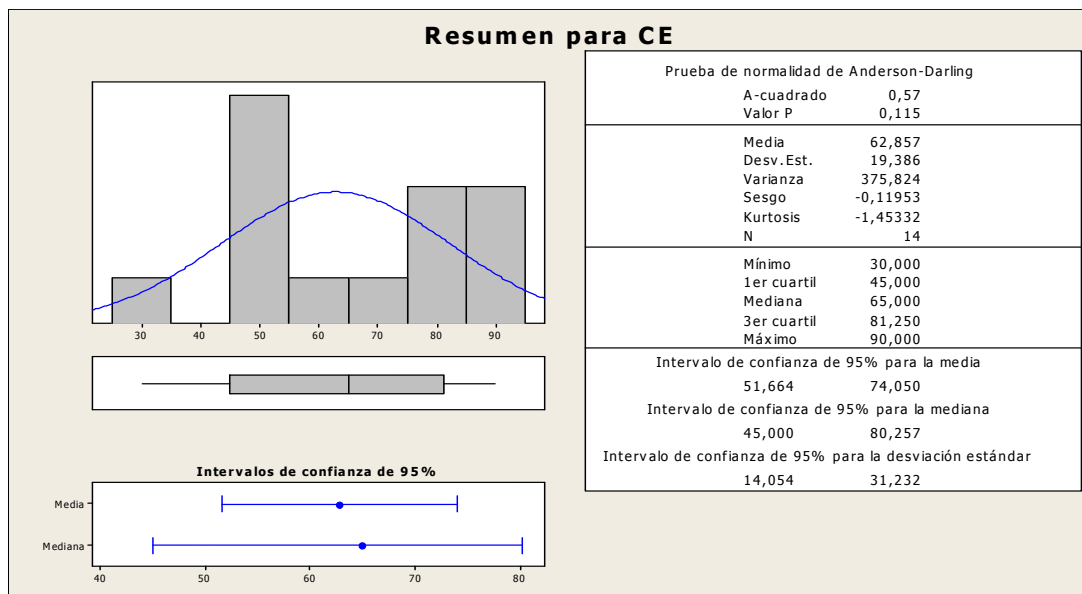 Resumen para CE
30 40 50 60 70 80 90
Intervalos de confianza de 95%
Media
Mediana
40 50 60 70 80
Prueba de normalidad de Anderson-Darling
A-cuadrado 0,57
Valor P 0,115
Media 62,857
Desv.Est. 19,386
Varianza 375,824
Sesgo -0,11953
Kurtosis -1,45332
N 14
Mínimo 30,000
1er cuartil 45,000
Mediana 65,000
3er cuartil 81,250
Máximo 90,000
Intervalo de confianza de 95% para la media
51,664 74,050
Intervalo de confianza de 95% para la mediana
45,000 80,257
Intervalo de confianza de 95% para la desviación estándar
14,054 31,232